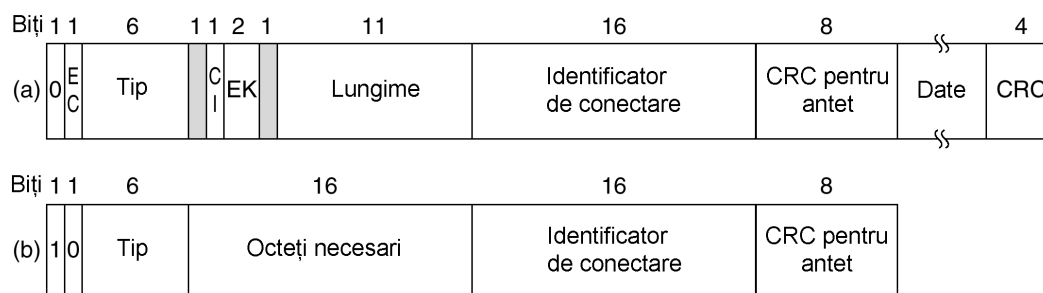 Biți 1 1 6 1 1 2 1 11 16 8 4
(a) 0 EC Tip CI EK Lungime Identificator de conectare CRC pentru antet Date CRC
Biți 1 1 6 16 16 8
(b) 1 0 Tip Octeți necesari Identificator de conectare CRC pentru antet